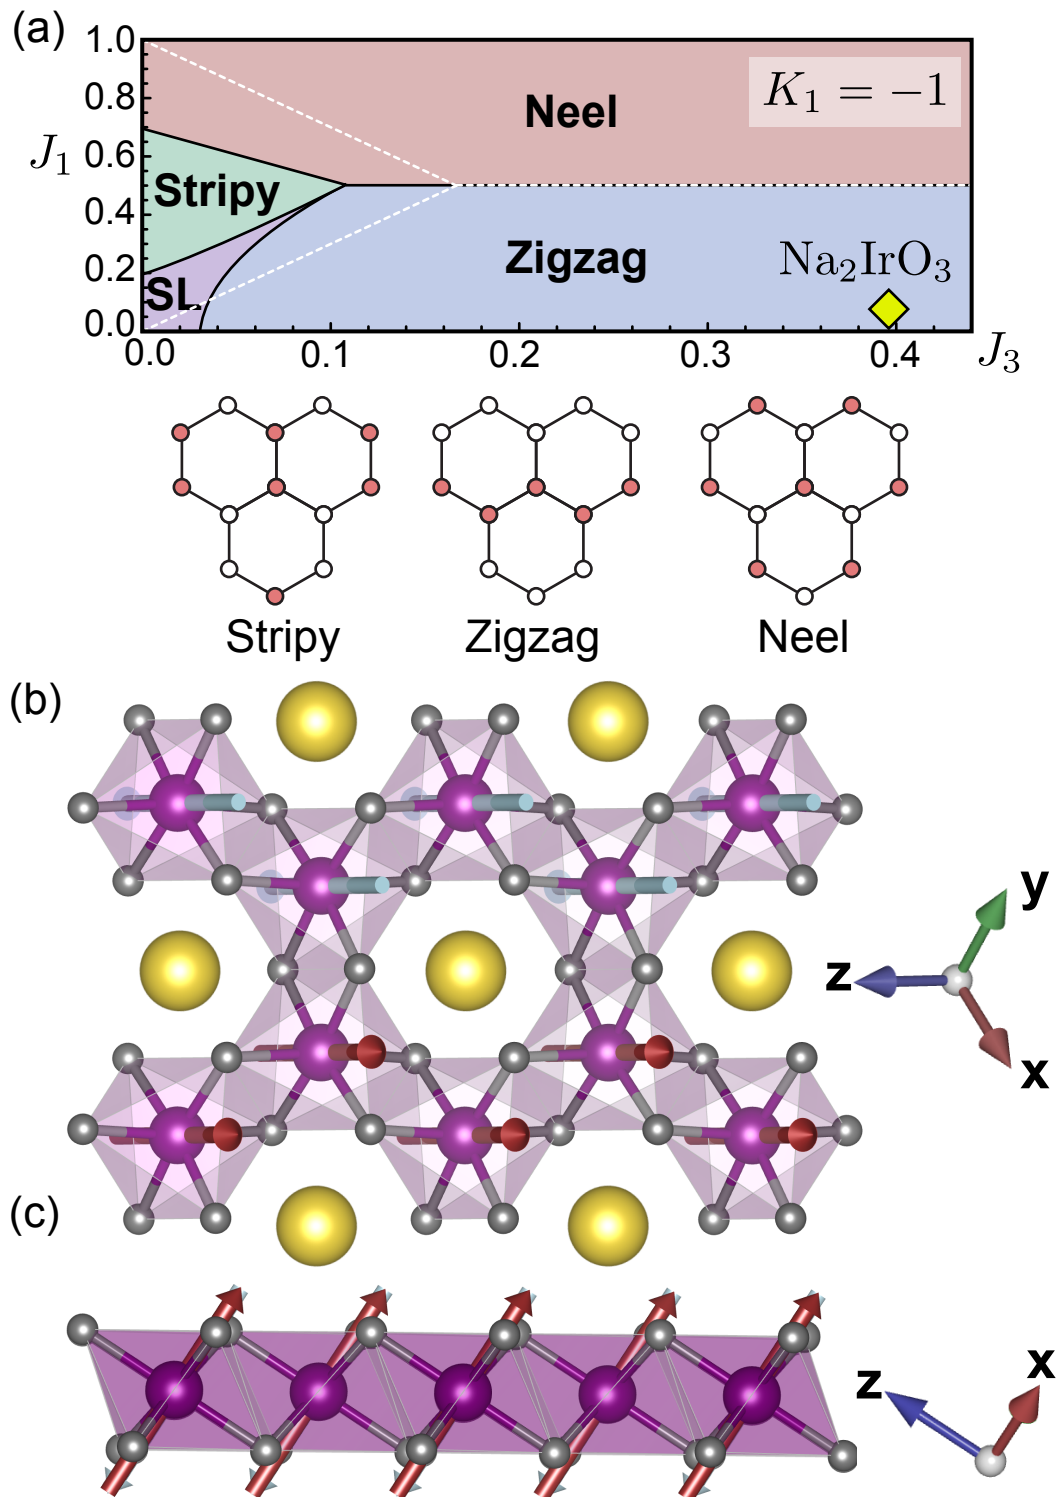 (a)
1.0
0.8
J₁ 0.6
0.4
0.2
0.0
Neel
K₁ = −1
Stripy
SL
Zigzag
Na₂IrO₃
0.0 0.1 0.2 0.3 0.4 J₃
Stripy Zigzag Neel
(b)
y
z
x
(c)
z
x